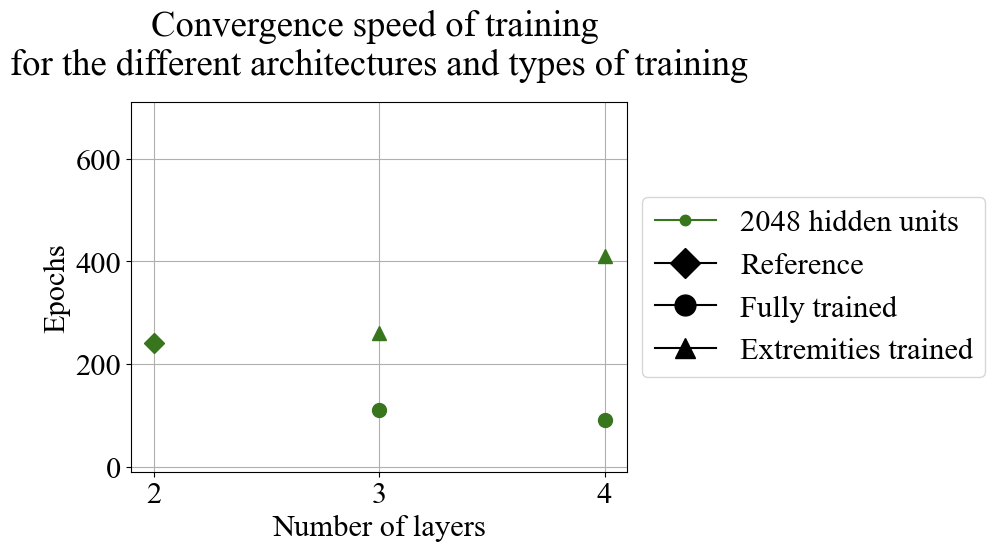 Convergence speed of training
for the different architectures and types of training
600
400
200
0
Epochs
2
3
4
Number of layers
2048 hidden units
Reference
Fully trained
Extremities trained